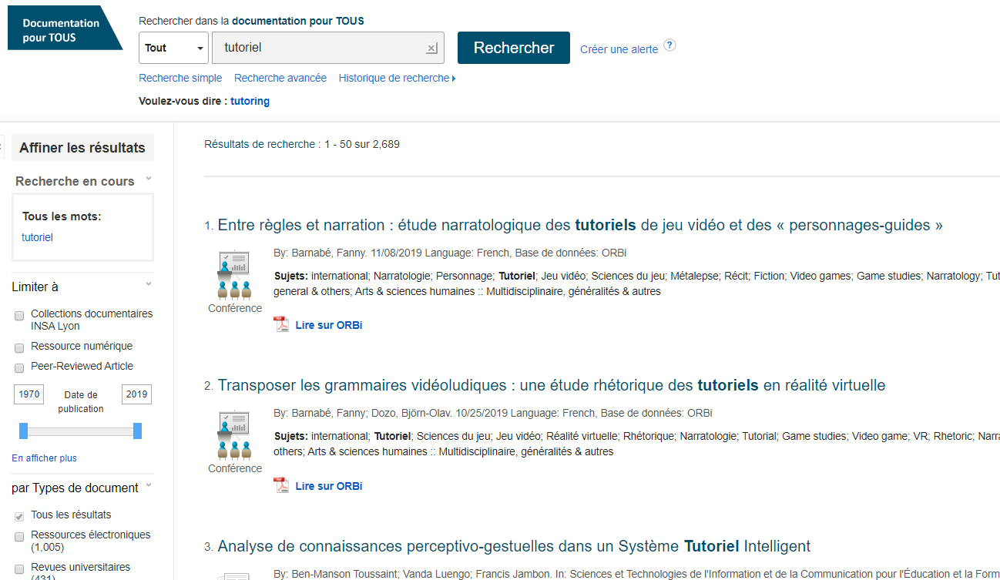 Documentation
pour TOUS
Rechercher dans la documentation pour TOUS
Tout
tutoriel
Rechercher
Créer une alerte
?
Recherche simple
Recherche avancée
Historique de recherche
Voulez-vous dire : tutoring
Affiner les résultats
Recherche en cours
Tous les mots:
tutoriel
Limiter à
Collections documentaires
INSA Lyon
Ressource numérique
Peer-Reviewed Article
1970
Date de
publication
2019
En afficher plus
par Types de document
Tous les résultats
Ressources électroniques
(1,005)
Revues universitaires
(431)
Résultats de recherche : 1 - 50 sur 2,689
1. Entre règles et narration : étude narratologique des tutoriels de jeu vidéo et des « personnages-guides »
Conférence
By: Barnabé, Fanny. 11/08/2019 Language: French, Base de données: ORBi
Sujets: international; Narratologie; Personnage; Tutoriel; Jeu vidéo; Sciences du jeu; Métalepse; Récit; Fiction; Video games; Game studies; Narratology; Tut
general & others; Arts & sciences humaines :: Multidisciplinaire, généralités & autres
Lire sur ORBi
2. Transposer les grammaires vidéoludiques : une étude rhétorique des tutoriels en réalité virtuelle
Conférence
By: Barnabé, Fanny; Dozo, Björn-Olav. 10/25/2019 Language: French, Base de données: ORBi
Sujets: international; Tutoriel; Sciences du jeu; Jeu vidéo; Réalité virtuelle; Rhétorique; Narratologie; Tutorial; Game studies; Video game; VR; Rhetoric; Narra
others; Arts & sciences humaines :: Multidisciplinaire, généralités & autres
Lire sur ORBi
3. Analyse de connaissances perceptivo-gestuelles dans un Système Tutoriel Intelligent
By: Ben-Manson Toussaint; Vanda Luengo; Francis Jambon. In: Sciences et Technologies de l'Information et de la Communication pour l'Éducation et la Form